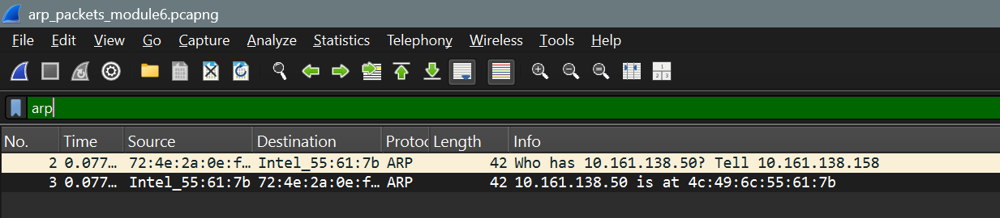 arp_packets_module6.pcapng
File Edit View Go Capture Analyze Statistics Telephony Wireless Tools Help
arp
No. Time Source Destination Protoc Length Info
2 0.077… 72:4e:2a:0e:f… Intel_55:61:7b ARP 42 Who has 10.161.138.50? Tell 10.161.138.158
3 0.077… Intel_55:61:7b 72:4e:2a:0e:f… ARP 42 10.161.138.50 is at 4c:49:6c:55:61:7b